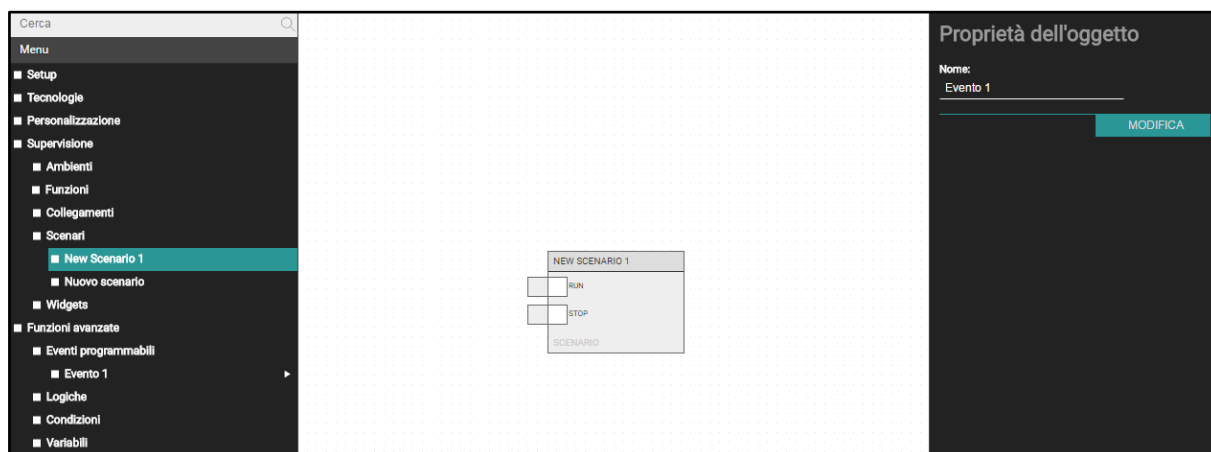 Cerca
Menu
Setup
Tecnologie
Personalizzazione
Supervisione
Ambienti
Funzioni
Collegamenti
Scenari
New Scenario 1
Nuovo scenario
Widgets
Funzioni avanzate
Eventi programmabili
Evento 1
Logiche
Condizioni
Variabili
NEW SCENARIO 1
RUN
STOP
SCENARIO
Proprietà dell'oggetto
Nome:
Evento 1
MODIFICA